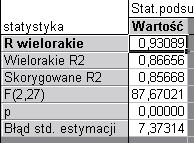 Stat.podsu
statystyka Wartość
R wielorakie 0,93089
Wielorakie R2 0,86656
Skorygowane R2 0,85668
F(2,27) 87,67021
p 0,00000
Błąd std. estymacji 7,37314